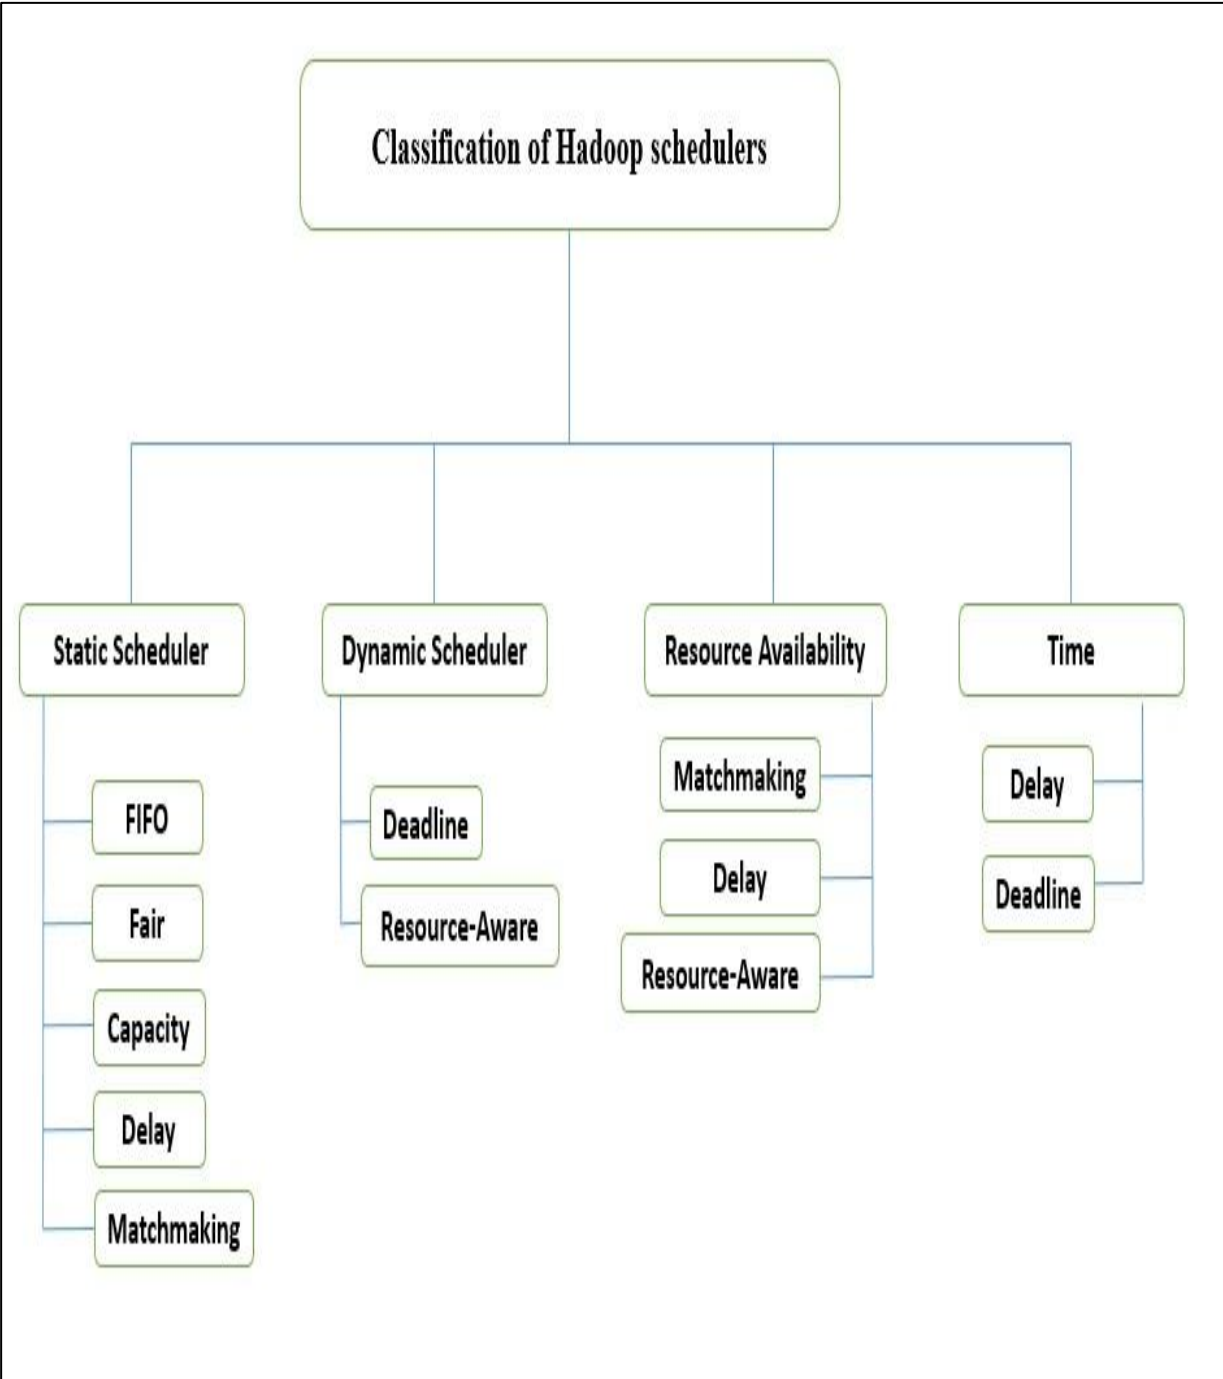 Classification of Hadoop schedulers
Static Scheduler
FIFO
Fair
Capacity
Delay
Matchmaking
Dynamic Scheduler
Deadline
Resource-Aware
Resource Availability
Matchmaking
Delay
Resource-Aware
Time
Delay
Deadline